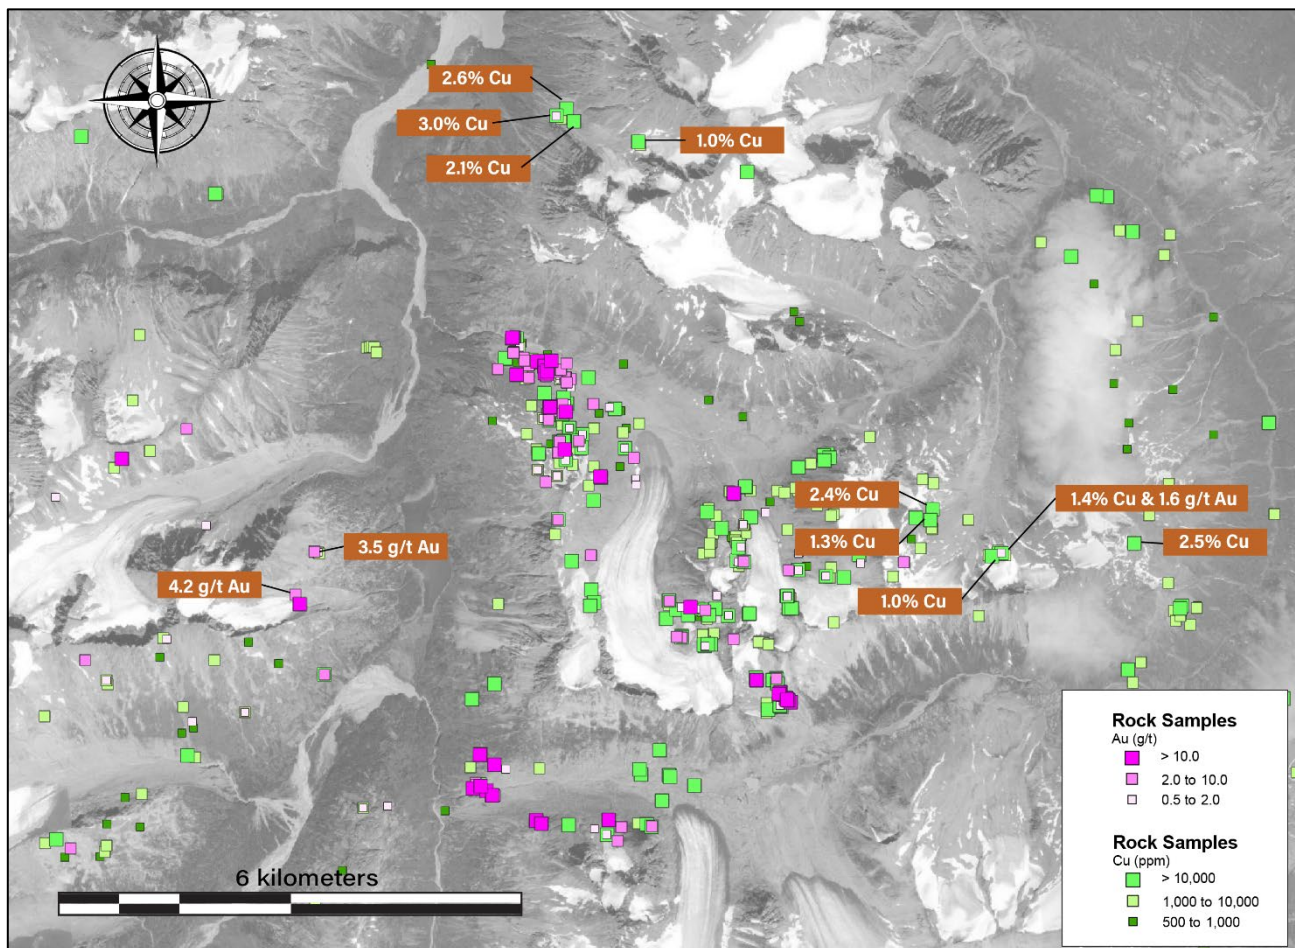 2.6% Cu
3.0% Cu
2.1% Cu
1.0% Cu
2.4% Cu
1.4% Cu & 1.6 g/t Au
1.3% Cu
2.5% Cu
3.5 g/t Au
4.2 g/t Au
1.0% Cu
6 kilometers
Rock Samples
Au (g/t)
> 10.0
2.0 to 10.0
0.5 to 2.0
Rock Samples
Cu (ppm)
> 10,000
1,000 to 10,000
500 to 1,000